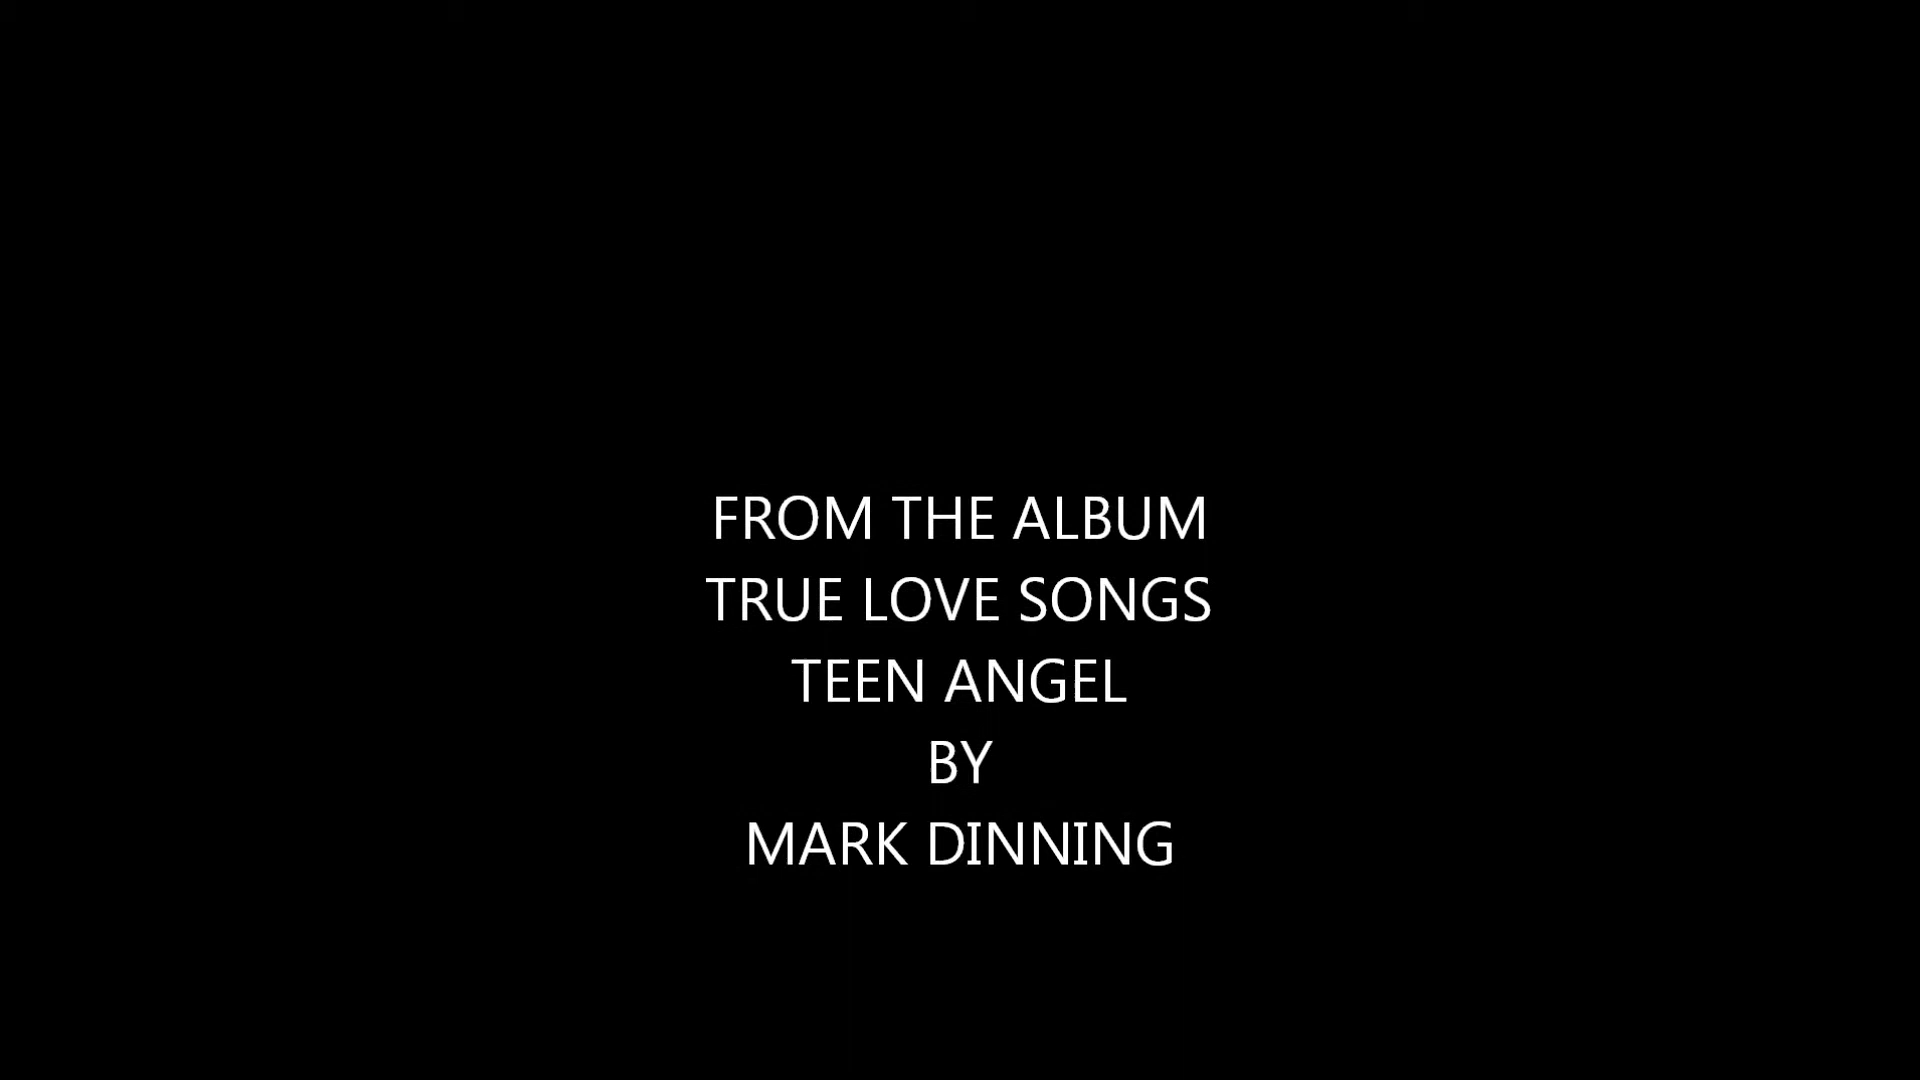 FROM THE ALBUM
TRUE LOVE SONGS
TEEN ANGEL
BY
MARK DINNING